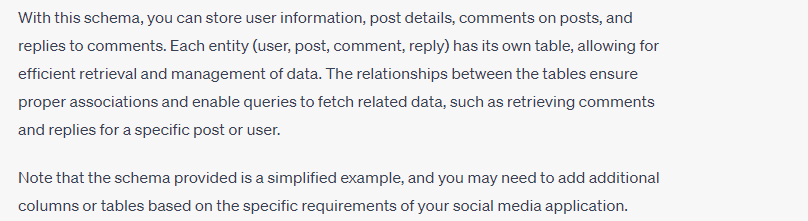 With this schema, you can store user information, post details, comments on posts, and
replies to comments. Each entity (user, post, comment, reply) has its own table, allowing for
efficient retrieval and management of data. The relationships between the tables ensure
proper associations and enable queries to fetch related data, such as retrieving comments
and replies for a specific post or user.
Note that the schema provided is a simplified example, and you may need to add additional
columns or tables based on the specific requirements of your social media application.